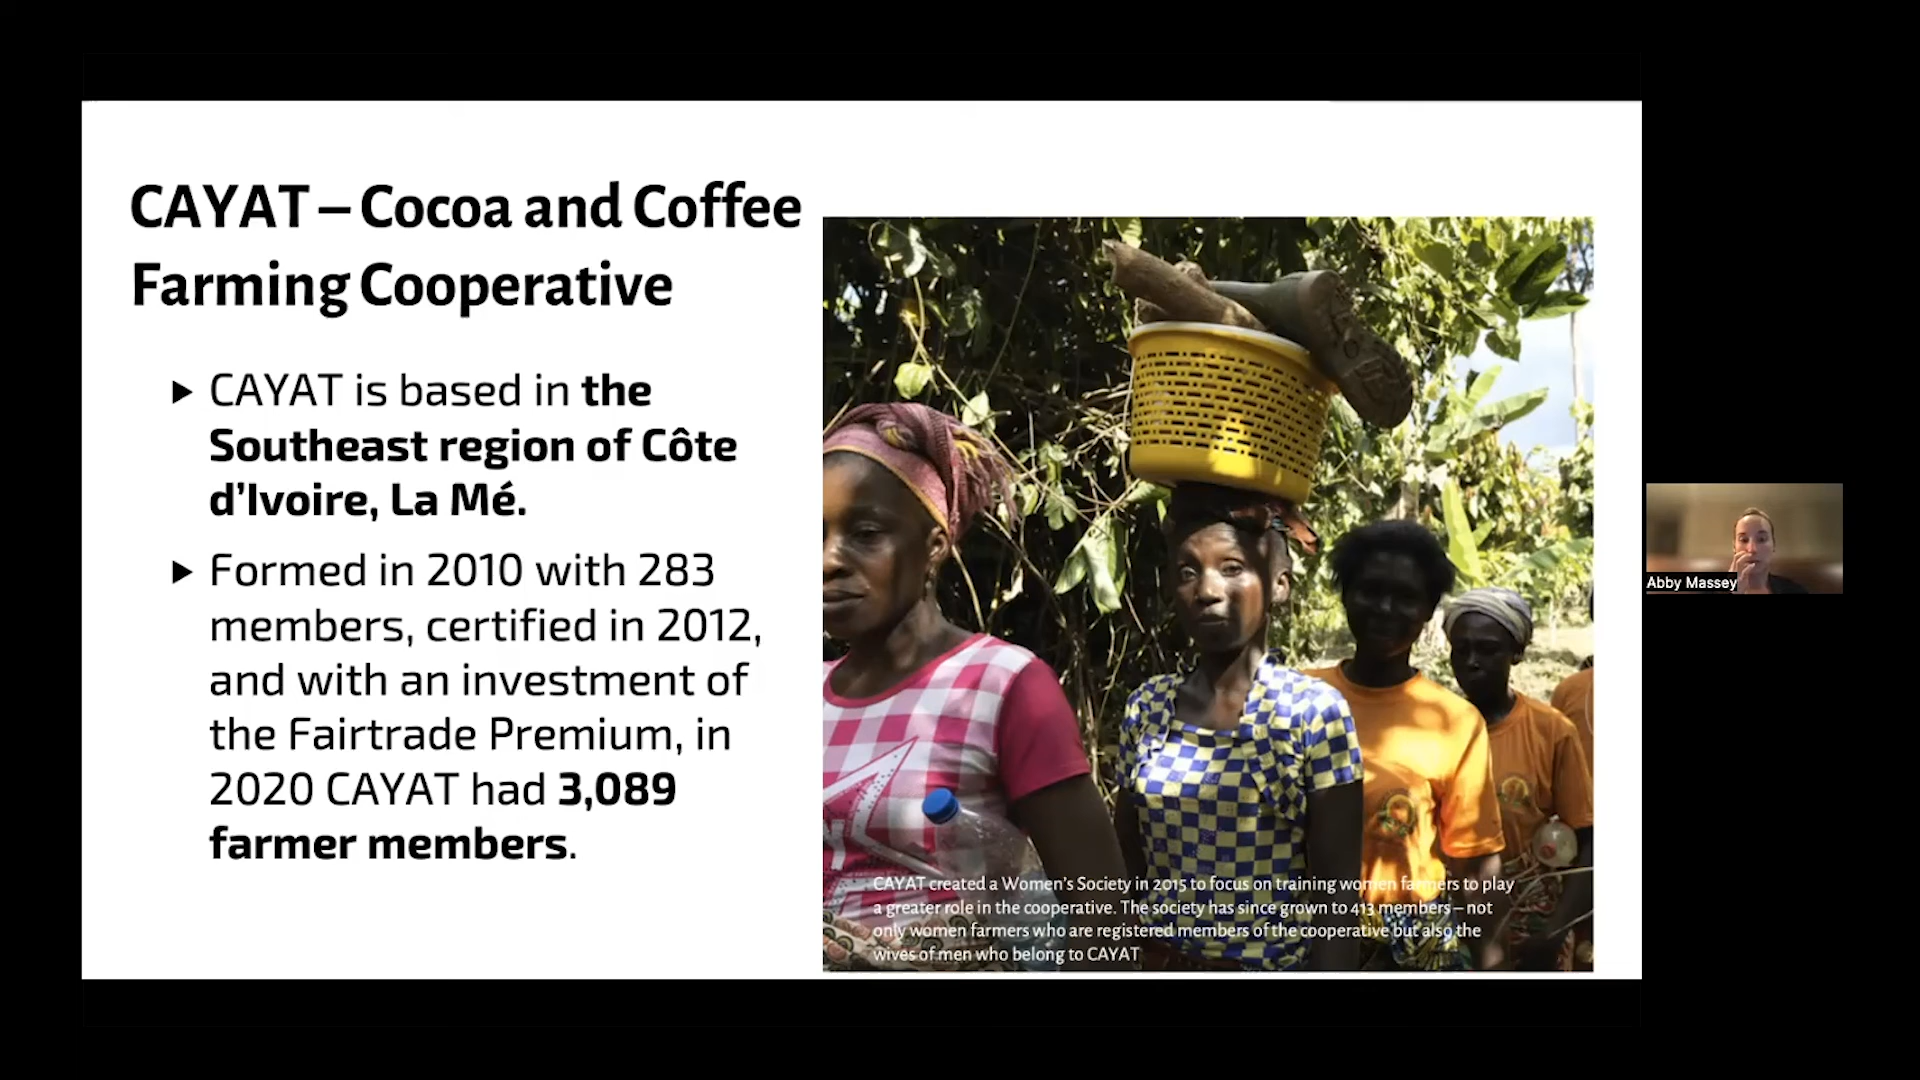 CAYAT – Cocoa and Coffee
Farming Cooperative
CAYAT is based in the
Southeast region of Côte
d’Ivoire, La Mé.
Formed in 2010 with 283
members, certified in 2012,
and with an investment of
the Fairtrade Premium, in
2020 CAYAT had 3,089
farmer members.
CAYAT created a Women’s Society in 2015 to focus on training women farmers to play
a greater role in the cooperative. The society has since grown to 413 members – not
only women farmers who are registered members of the cooperative but also the
wives of men who belong to CAYAT
Abby Massey